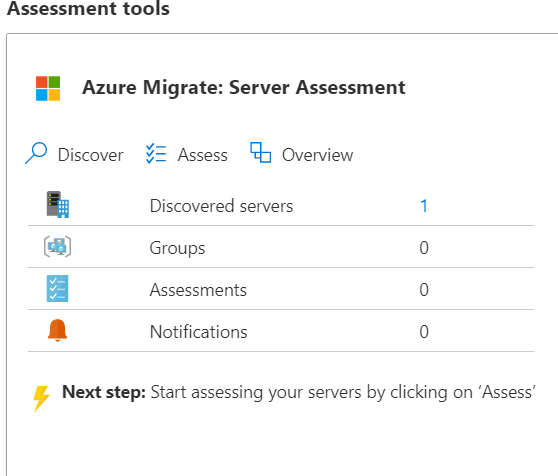 Assessment tools
Azure Migrate: Server Assessment
Discover Assess Overview
Discovered servers 1
Groups 0
Assessments 0
Notifications 0
Next step: Start assessing your servers by clicking on ‘Assess’